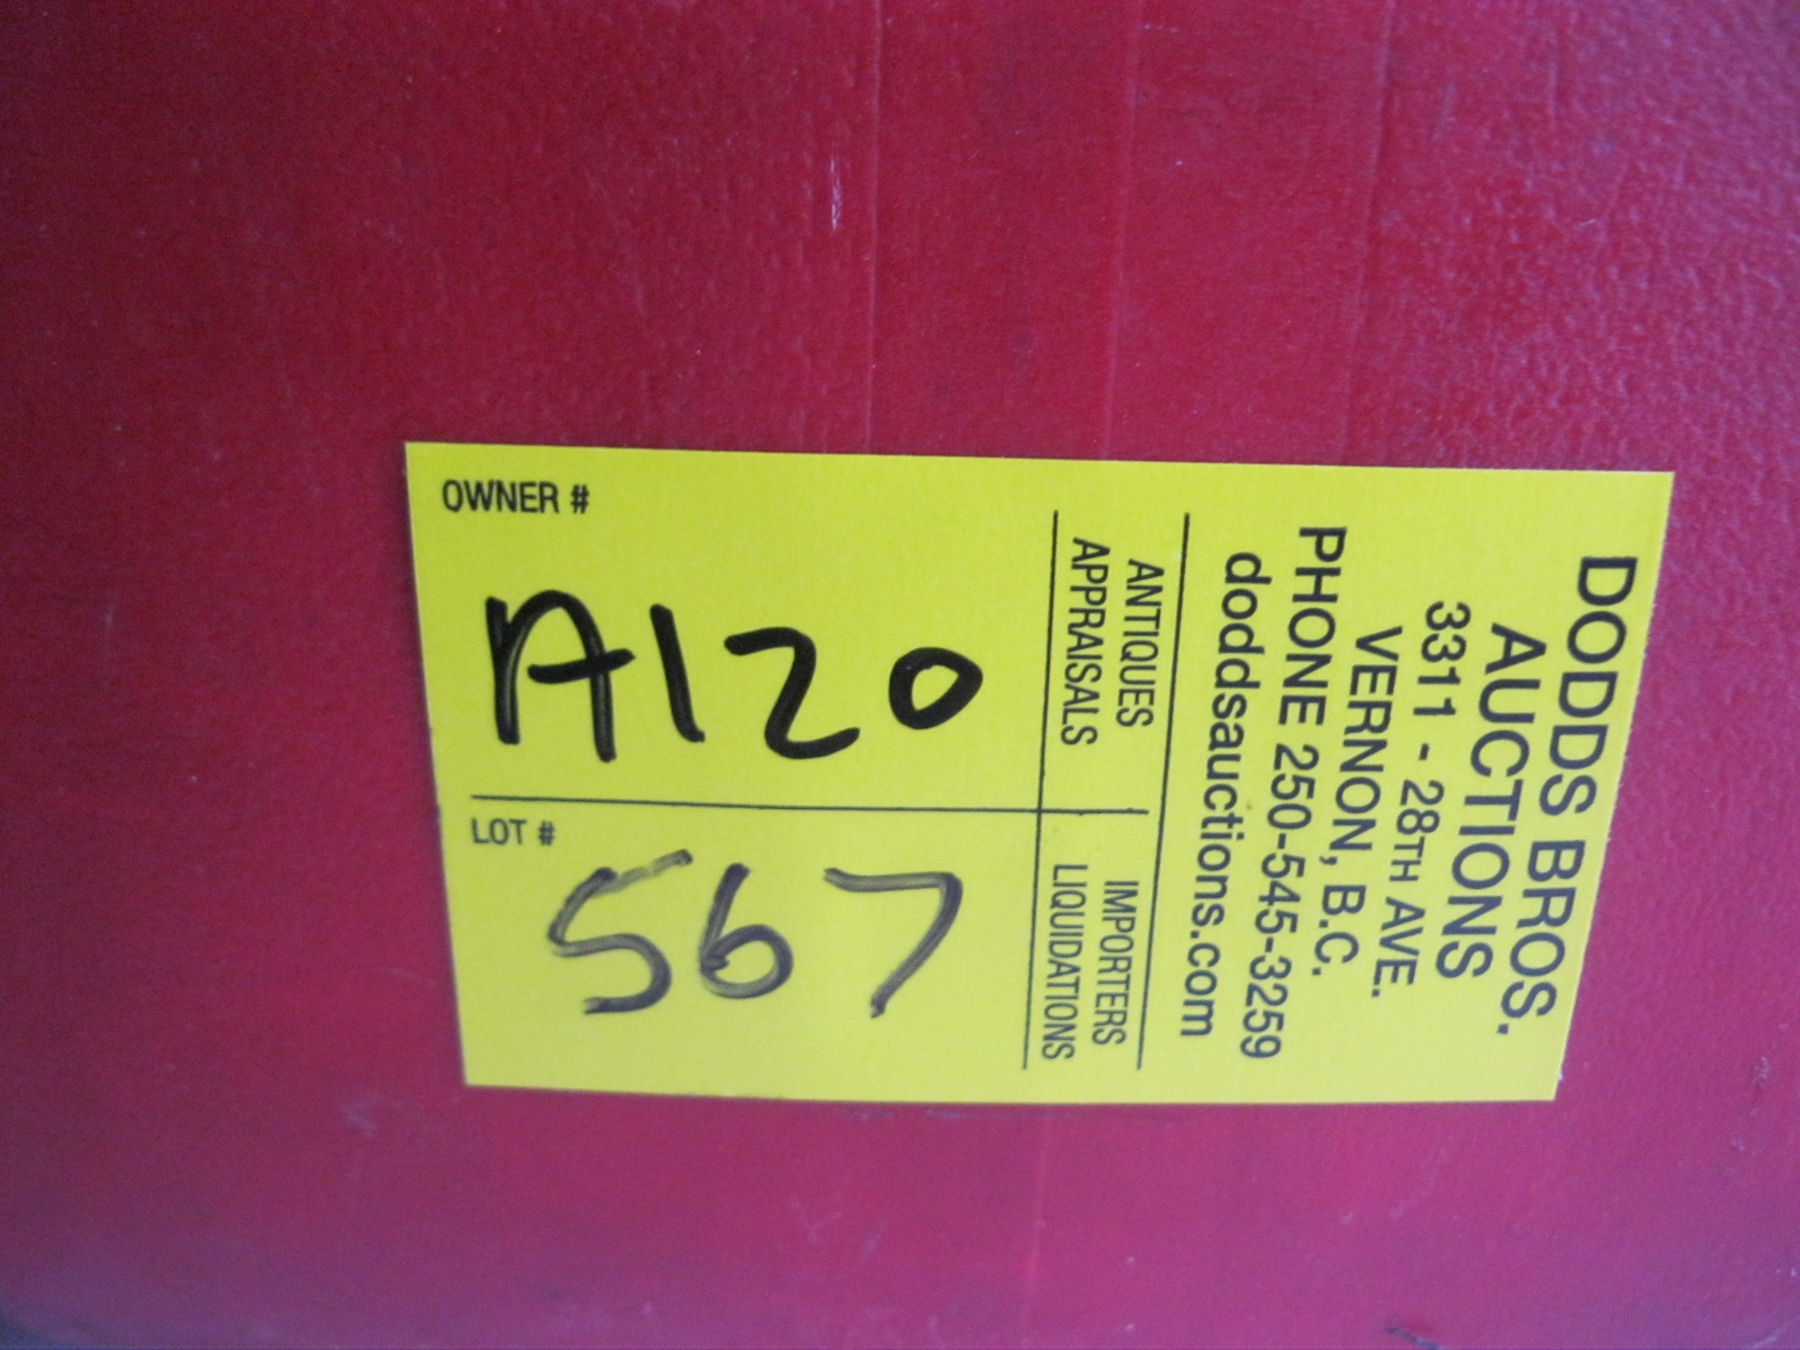 DODDS BROS.
AUCTIONS
3311 - 28TH AVE.
VERNON, B.C.
PHONE 250-545-3259
doddsauctions.com
ANTIQUES
APPRAISALS
IMPORTERS
LIQUIDATIONS
OWNER #
A120
LOT #
567